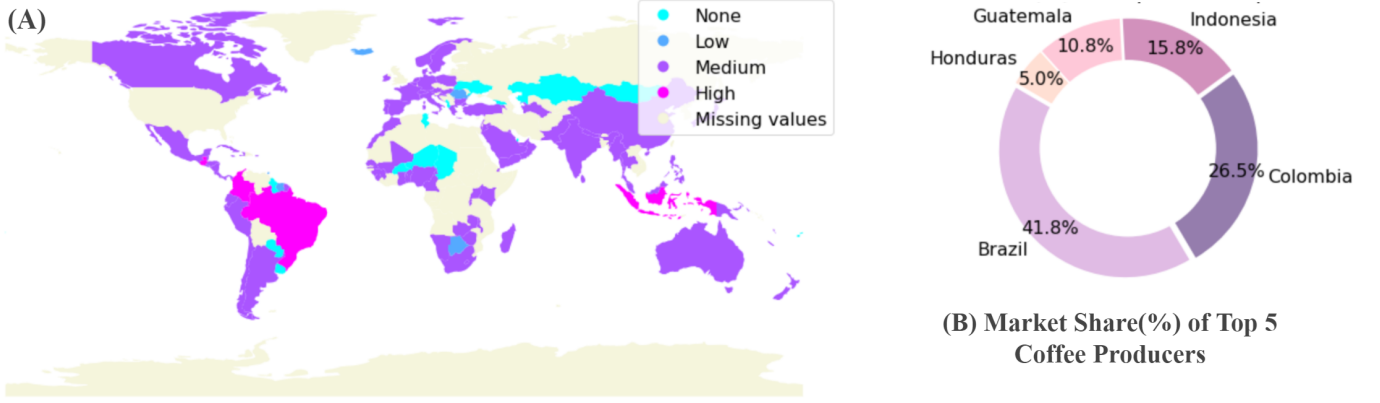 (A)
None
Low
Medium
High
Missing values
Guatemala
Indonesia
10.8%
15.8%
Honduras
5.0%
26.5%
Colombia
41.8%
Brazil
(B) Market Share(%) of Top 5
Coffee Producers